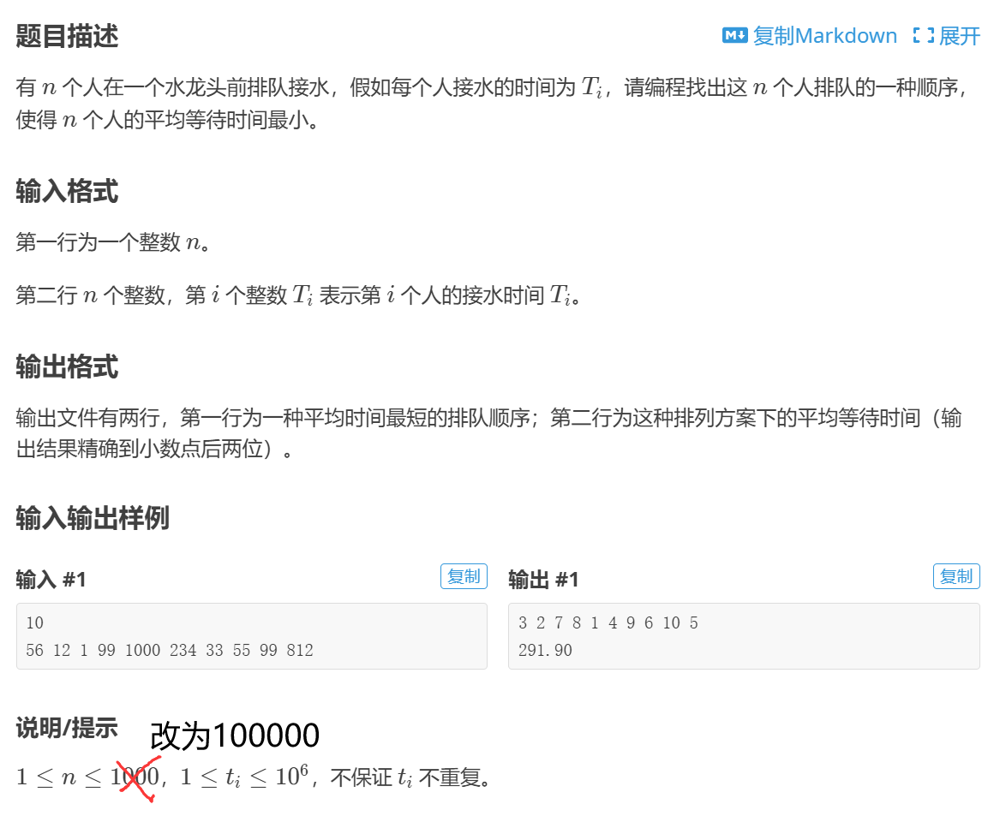 题目描述
复制Markdown 展开
有 n 个人在一个水龙头前排队接水，假如每个人接水的时间为 Tᵢ，请编程找出这 n 个人排队的一种顺序，
使得 n 个人的平均等待时间最小。
输入格式
第一行为一个整数 n。
第二行 n 个整数，第 i 个整数 Tᵢ 表示第 i 个人的接水时间 Tᵢ。
输出格式
输出文件有两行，第一行为一种平均时间最短的排队顺序；第二行为这种排列方案下的平均等待时间（输
出结果精确到小数点后两位）。
输入输出样例
输入 #1
复制
10
56 12 1 99 1000 234 33 55 99 812
输出 #1
复制
3 2 7 8 1 4 9 6 10 5
291.90
说明/提示
改为100000
1 ≤ n ≤ 1000，1 ≤ tᵢ ≤ 10⁶，不保证 tᵢ 不重复。